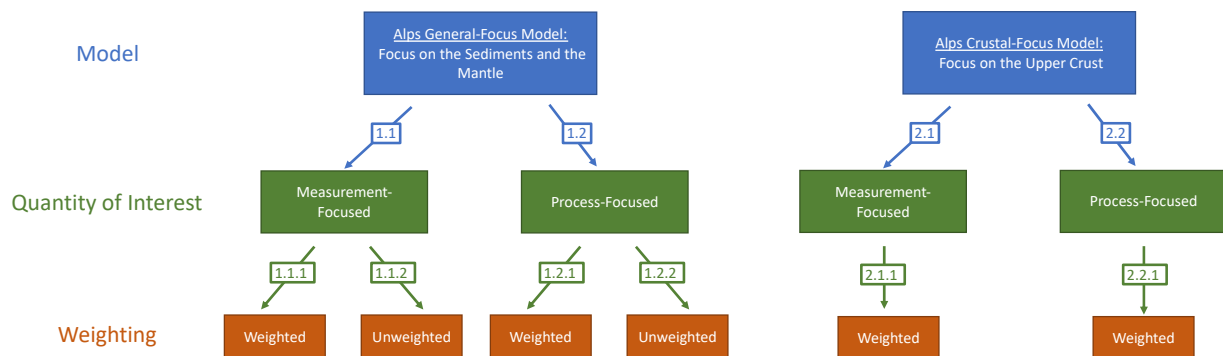 Model
Alps General-Focus Model:
Focus on the Sediments and the
Mantle
Alps Crustal-Focus Model:
Focus on the Upper Crust
1.1
1.2
2.1
2.2
Quantity of Interest
Measurement-
Focused
Process-Focused
Measurement-
Focused
Process-Focused
1.1.1
1.1.2
1.2.1
1.2.2
2.1.1
2.2.1
Weighting
Weighted
Unweighted
Weighted
Unweighted
Weighted
Weighted